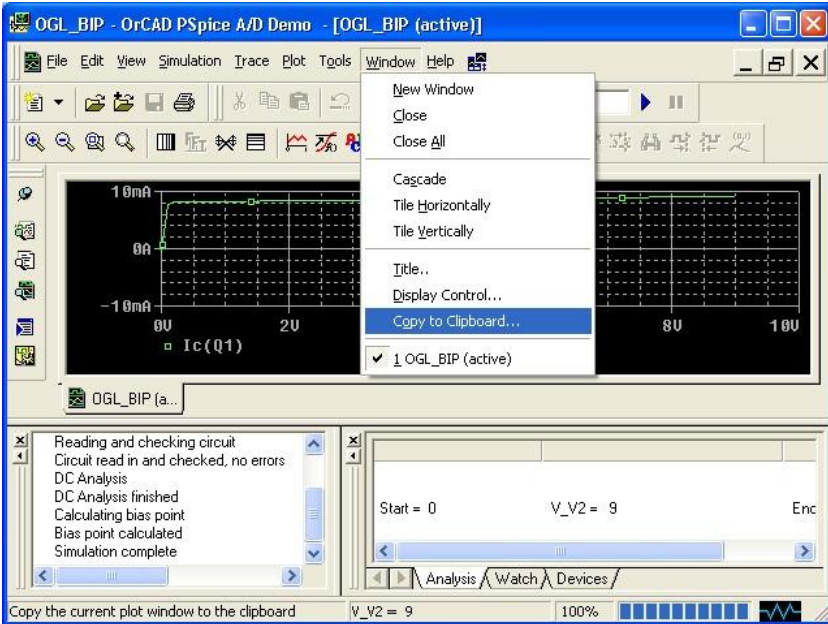 OGL_BIP - OrCAD PSpice A/D Demo - [OGL_BIP (active)]
File Edit View Simulation Trace Plot Tools Window Help
New Window
Close
Close All
Cascade
Tile Horizontally
Tile Vertically
Title..
Display Control...
Copy to Clipboard...
1 OGL_BIP (active)
10mA
0A
-10mA
0V 2V 8V 10V
Ic(Q1)
OGL_BIP (a...
Reading and checking circuit
Circuit read in and checked, no errors
DC Analysis
DC Analysis finished
Calculating bias point
Bias point calculated
Simulation complete
Start = 0 V_V2 = 9 Enc
Analysis Watch Devices
Copy the current plot window to the clipboard V_V2 = 9 100%